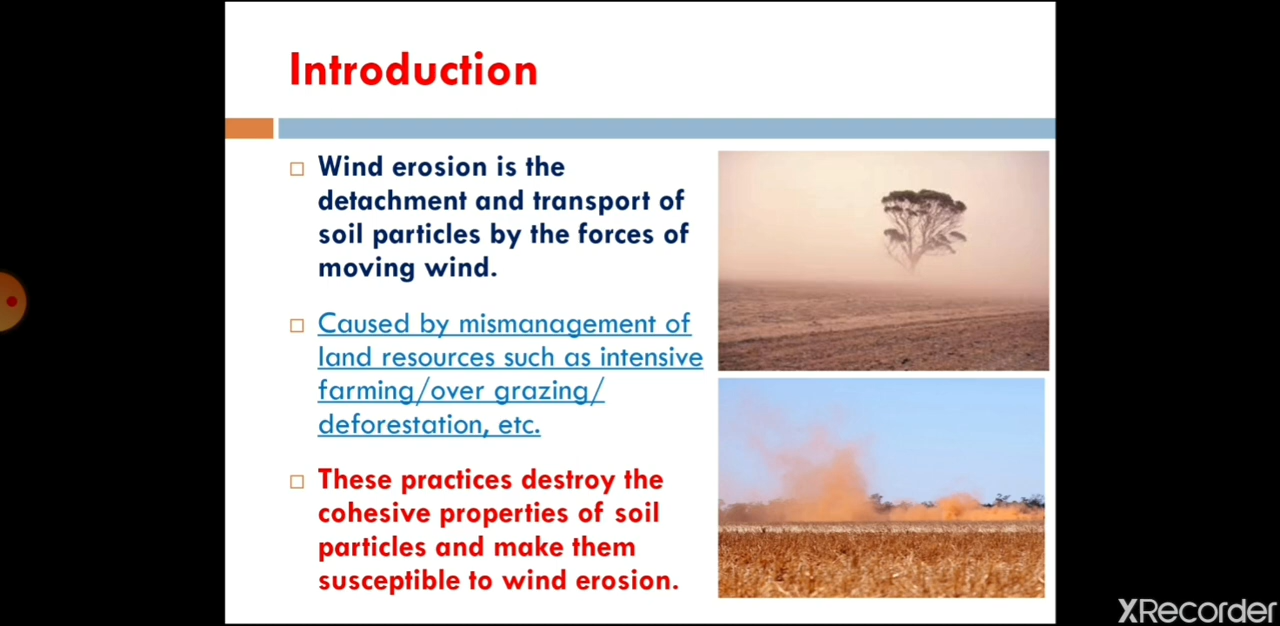 Introduction
Wind erosion is the
detachment and transport of
soil particles by the forces of
moving wind.
Caused by mismanagement of
land resources such as intensive
farming/over grazing/
deforestation, etc.
These practices destroy the
cohesive properties of soil
particles and make them
susceptible to wind erosion.
XRecorder